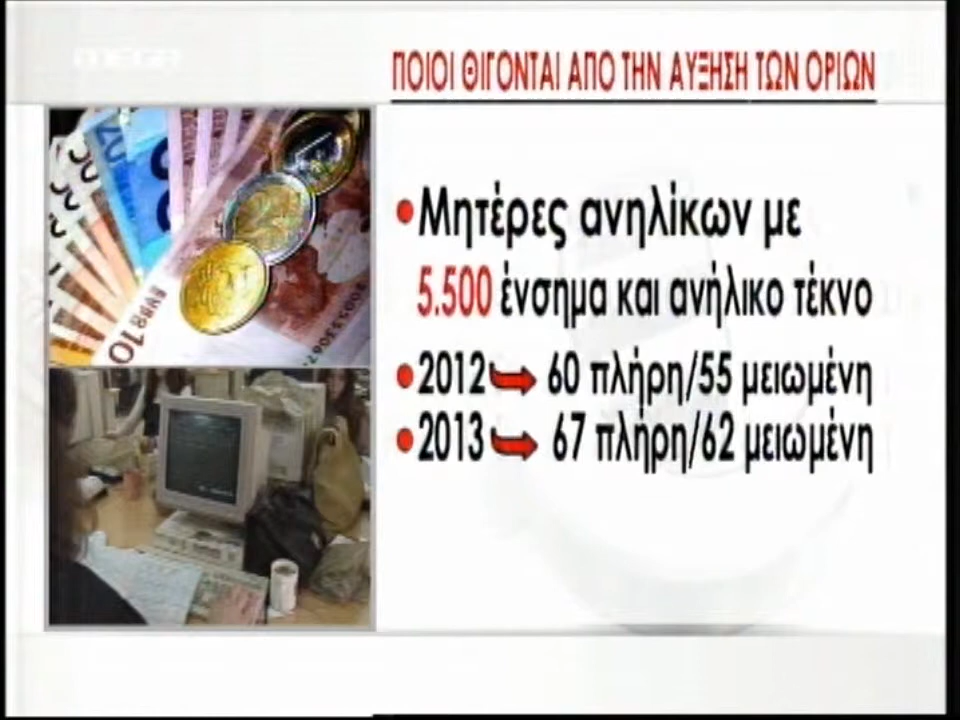 MEGA
ΠΟΙΟΙ ΘΙΓΟΝΤΑΙ ΑΠΟ ΤΗΝ ΑΥΞΗΣΗ ΤΩΝ ΟΡΙΩΝ
•Μητέρες ανηλίκων με
5.500 ένσημα και ανήλικο τέκνο
•2012 60 πλήρη/55 μειωμένη
•2013 67 πλήρη/62 μειωμένη